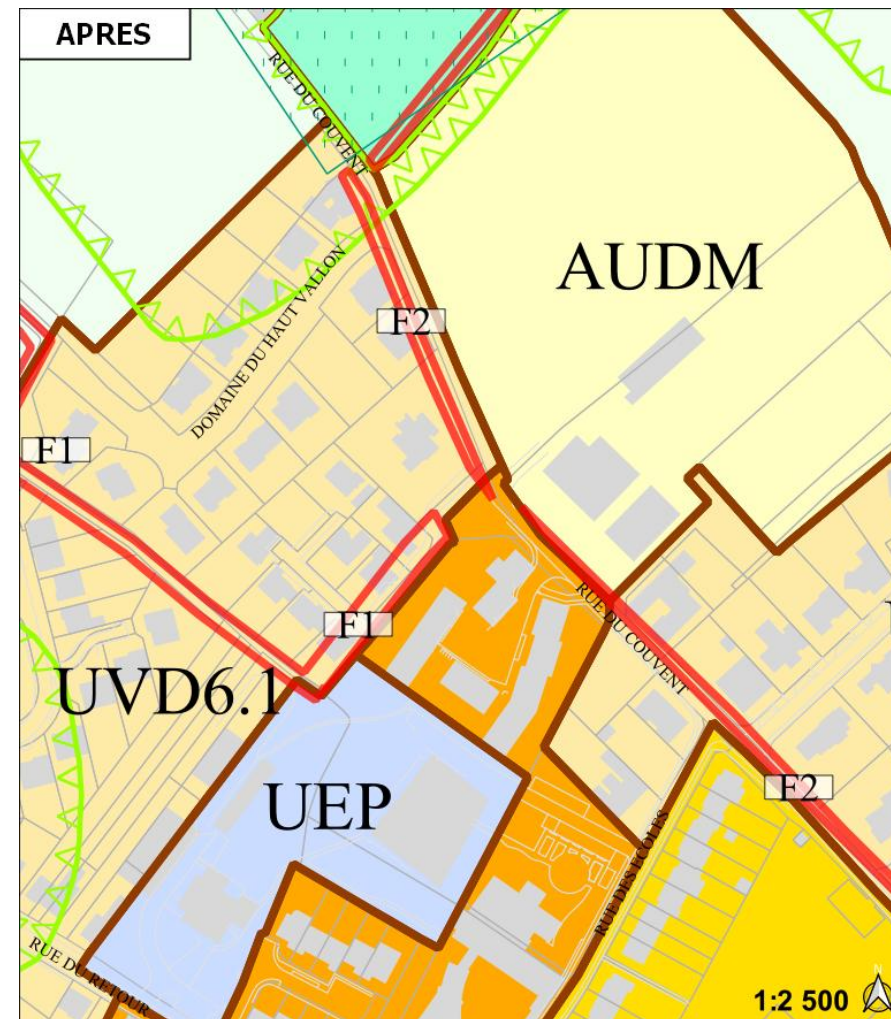 APRES
RUE DU COUVENT
AUDM
DOMAINE DU HAUT VALLON
F2
F1
F1
RUE DU COUVENT
UVD6.1
UEP
F2
RUE DES ECOLES
RUE DU RETOUR
N
1:2 500